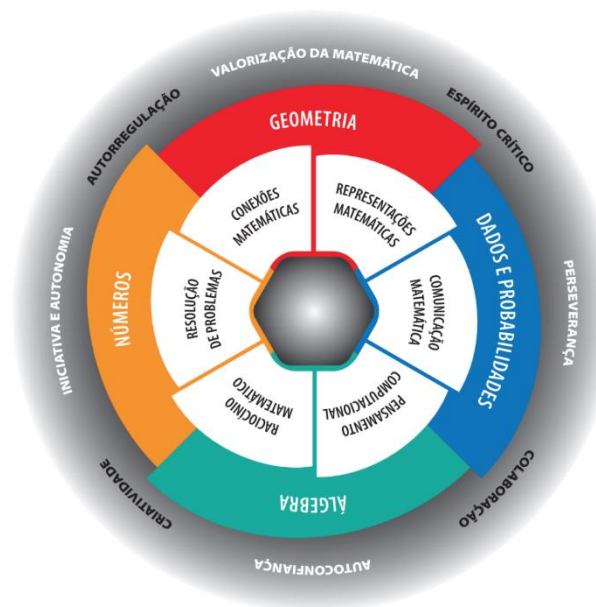 VALORIZAÇÃO DA MATEMÁTICA
ESPÍRITO CRÍTICO
PERSEVERANÇA
COLABORAÇÃO
AUTOCONFIANÇA
CRIATIVIDADE
INICIATIVA E AUTONOMIA
AUTORREGULAÇÃO
GEOMETRIA
DADOS E PROBABILIDADES
ÁLGEBRA
NÚMEROS
CONEXÕES
MATEMÁTICAS
REPRESENTAÇÕES
MATEMÁTICAS
COMUNICAÇÃO
MATEMÁTICA
PENSAMENTO
COMPUTACIONAL
RACIOCÍNIO
MATEMÁTICO
RESOLUÇÃO
DE PROBLEMAS